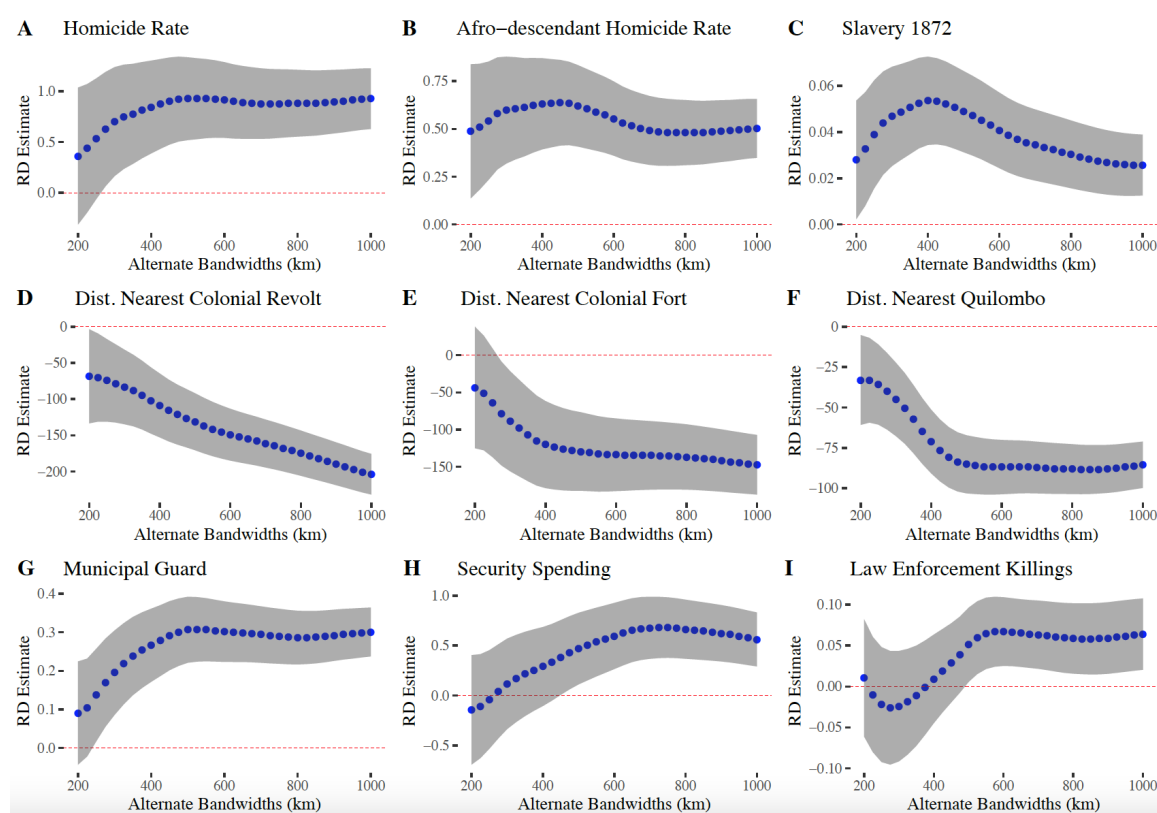 A Homicide Rate
RD Estimate
1.0
0.5
0.0
200 400 600 800 1000
Alternate Bandwidths (km)
B Afro−descendant Homicide Rate
RD Estimate
0.75
0.50
0.25
0.00
200 400 600 800 1000
Alternate Bandwidths (km)
C Slavery 1872
RD Estimate
0.06
0.04
0.02
0.00
200 400 600 800 1000
Alternate Bandwidths (km)
D Dist. Nearest Colonial Revolt
RD Estimate
0
−50
−100
−150
−200
200 400 600 800 1000
Alternate Bandwidths (km)
E Dist. Nearest Colonial Fort
RD Estimate
0
−50
−100
−150
200 400 600 800 1000
Alternate Bandwidths (km)
F Dist. Nearest Quilombo
RD Estimate
0
−25
−50
−75
−100
200 400 600 800 1000
Alternate Bandwidths (km)
G Municipal Guard
RD Estimate
0.4
0.3
0.2
0.1
0.0
200 400 600 800 1000
Alternate Bandwidths (km)
H Security Spending
RD Estimate
1.0
0.5
0.0
−0.5
200 400 600 800 1000
Alternate Bandwidths (km)
I Law Enforcement Killings
RD Estimate
0.10
0.05
0.00
−0.05
−0.10
200 400 600 800 1000
Alternate Bandwidths (km)